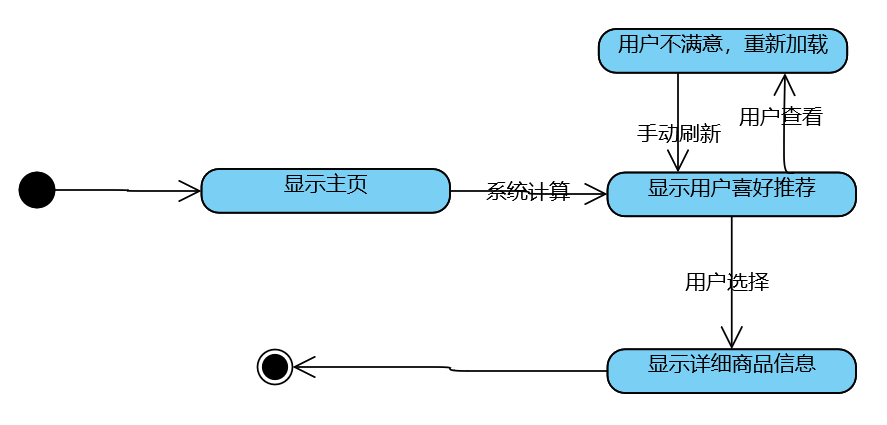 用户不满意，重新加载
手动刷新
用户查看
显示主页
系统计算
显示用户喜好推荐
用户选择
显示详细商品信息